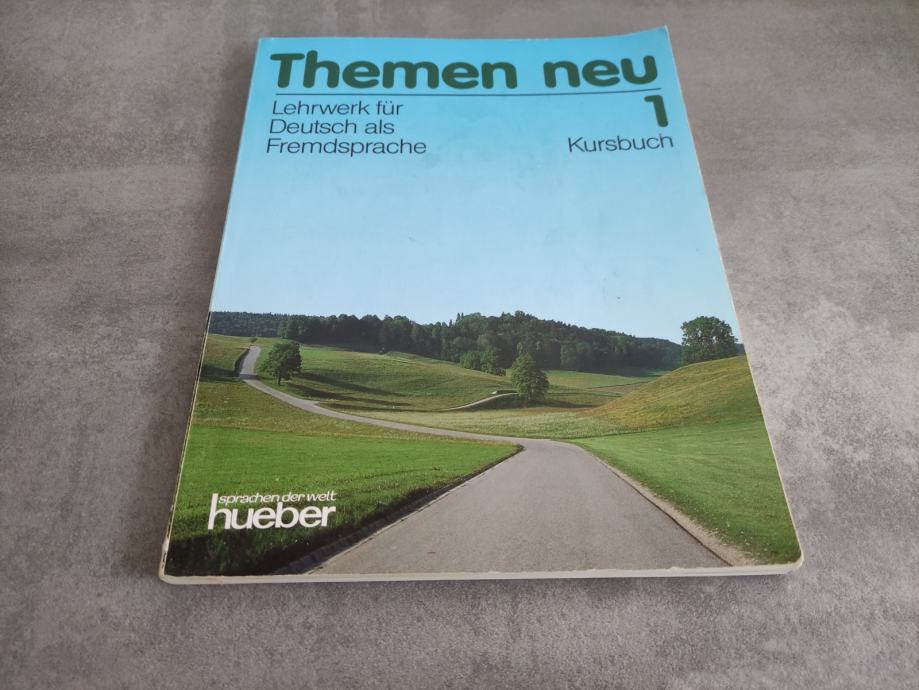 Themen neu
1
Lehrwerk für
Deutsch als
Fremdsprache
Kursbuch
sprachen der welt
hueber